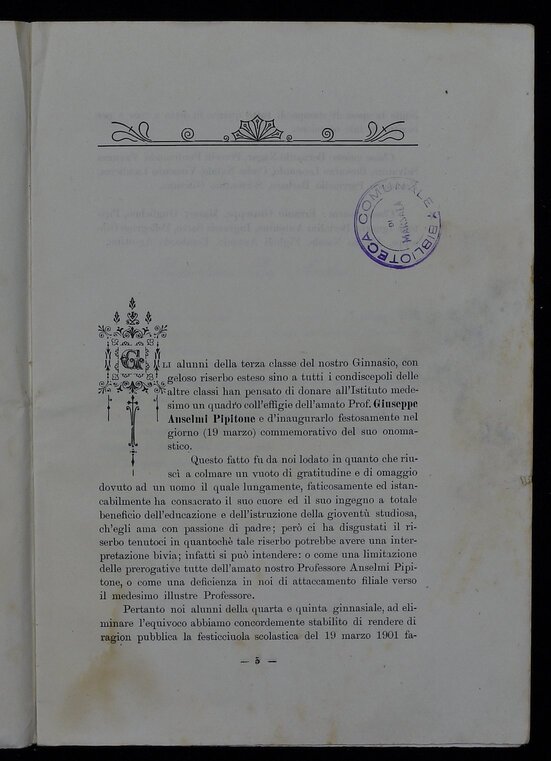 BIBLIOTECA COMUNALE
DI
MARSALA
GLI alunni della terza classe del nostro Ginnasio, con
geloso riserbo esteso sino a tutti i condiscepoli delle
altre classi han pensato di donare all'Istituto mede-
simo un quadro coll'effigie dell'amato Prof. Giuseppe
Anselmi Pipitone e d'inaugurarlo festosamente nel
giorno (19 marzo) commemorativo del suo onoma-
stico.
Questo fatto fu da noi lodato in quanto che riu-
scì a colmare un vuoto di gratitudine e di omaggio
dovuto ad un uomo il quale lungamente, faticosamente ed istan-
cabilmente ha consacrato il suo cuore ed il suo ingegno a totale
beneficio dell'educazione e dell'istruzione della gioventù studiosa,
ch'egli ama con passione di padre; però ci ha disgustati il ri-
serbo tenutoci in quantochè tale riserbo potrebbe avere una inter-
pretazione bivia; infatti si può intendere: o come una limitazione
delle prerogative tutte dell'amato nostro Professore Anselmi Pipi-
tone, o come una deficienza in noi di attaccamento filiale verso
il medesimo illustre Professore.
Pertanto noi alunni della quarta e quinta ginnasiale, ad eli-
minare l'equivoco abbiamo concordemente stabilito di rendere di
ragion pubblica la festicciuola scolastica del 19 marzo 1901 fa-
— 5 —